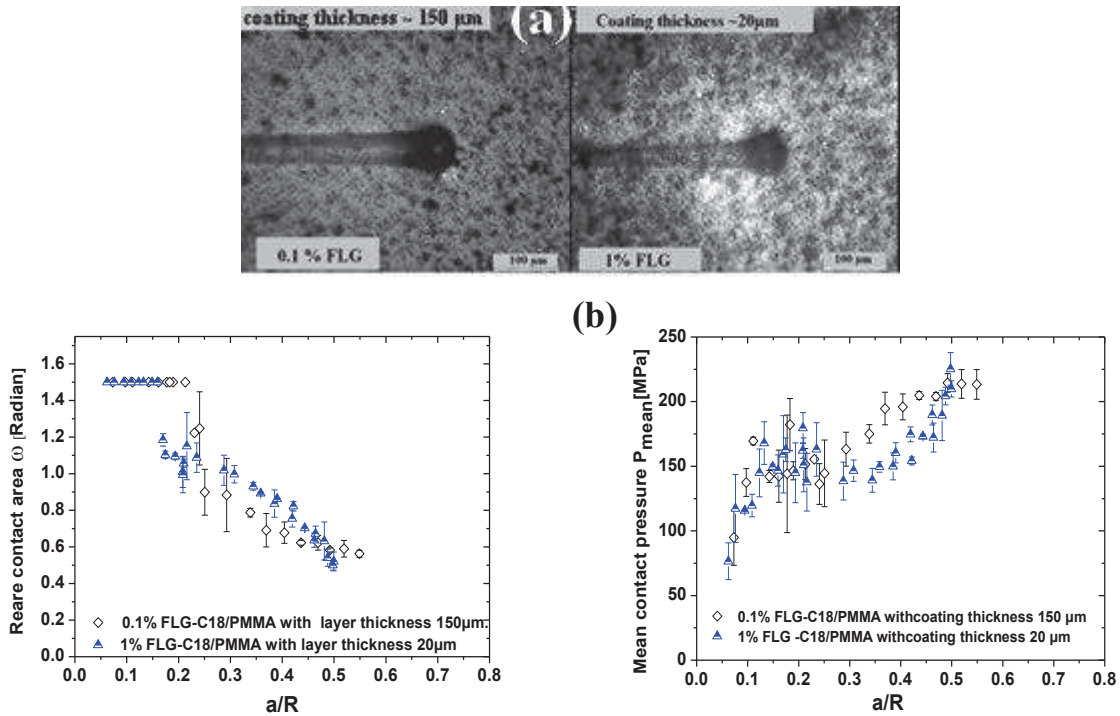 coating thickness ~ 150 µm
(a)
Coating thickness ~20µm
0.1 % FLG
100 µm
1% FLG
100 µm
(b)
Reare contact area ω [Radian]
1.6
1.4
1.2
1.0
0.8
0.6
0.4
0.2
0.0
◇ 0.1% FLG-C18/PMMA with layer thickness 150µm.
1% FLG-C18/PMMA with layer thickness 20µm
0.0 0.1 0.2 0.3 0.4 0.5 0.6 0.7 0.8
a/R
Mean contact pressure Pmean[MPa]
250
200
150
100
50
0
0.1% FLG-C18/PMMA withcoating thickness 150 µm
1% FLG -C18/PMMA withcoating thickness 20 µm
0.0 0.1 0.2 0.3 0.4 0.5 0.6 0.7 0.8
a/R